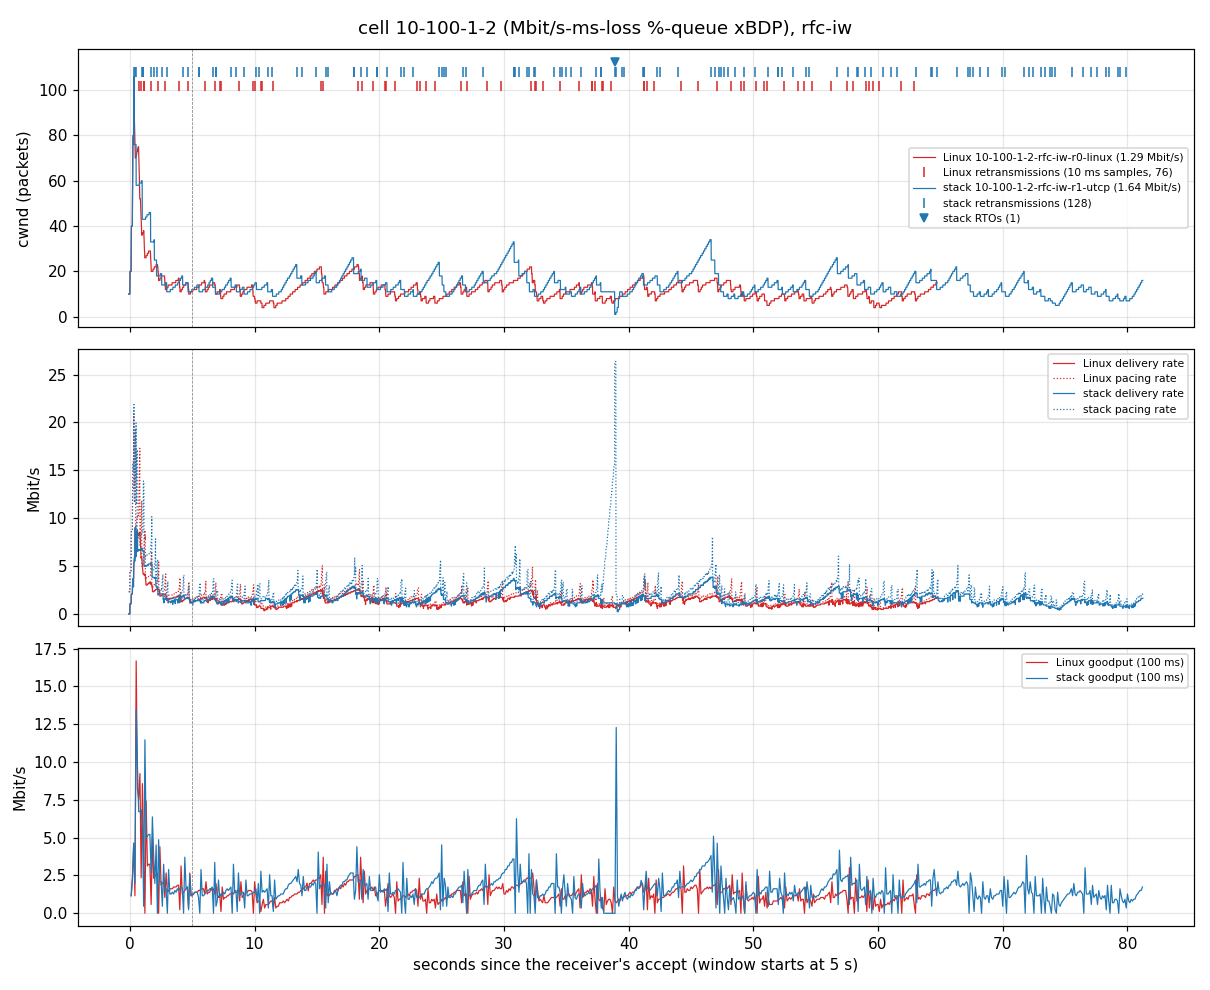 cell 10-100-1-2 (Mbit/s-ms-loss %-queue xBDP), rfc-iw
cwnd (packets)
100
80
60
40
20
0
Linux 10-100-1-2-rfc-iw-r0-linux (1.29 Mbit/s)
Linux retransmissions (10 ms samples, 76)
stack 10-100-1-2-rfc-iw-r1-utcp (1.64 Mbit/s)
stack retransmissions (128)
stack RTOs (1)
Mbit/s
25
20
15
10
5
0
Linux delivery rate
Linux pacing rate
stack delivery rate
stack pacing rate
Mbit/s
17.5
15.0
12.5
10.0
7.5
5.0
2.5
0.0
Linux goodput (100 ms)
stack goodput (100 ms)
0 10 20 30 40 50 60 70 80
seconds since the receiver's accept (window starts at 5 s)